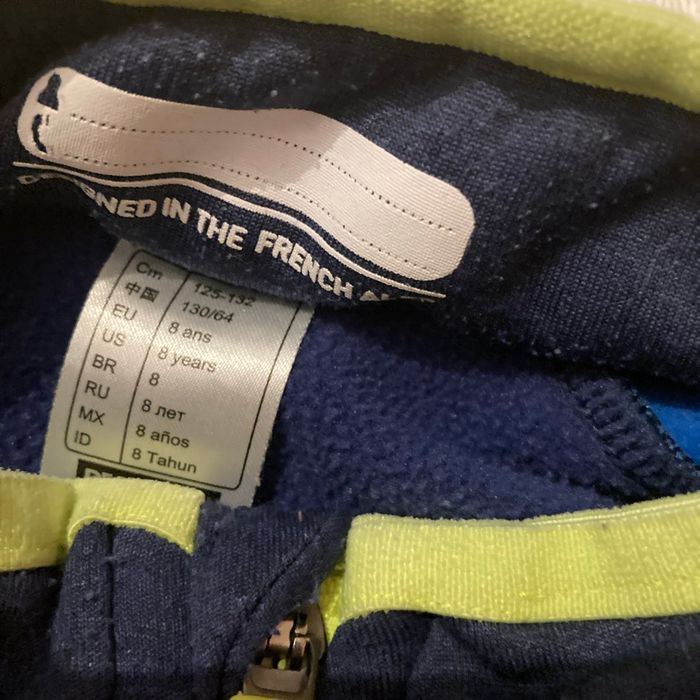 DESIGNED IN THE FRENCH
Cm 125-132
中国 130/64
EU 8 ans
US 8 years
BR 8
RU 8 лет
MX 8 años
ID 8 Tahun